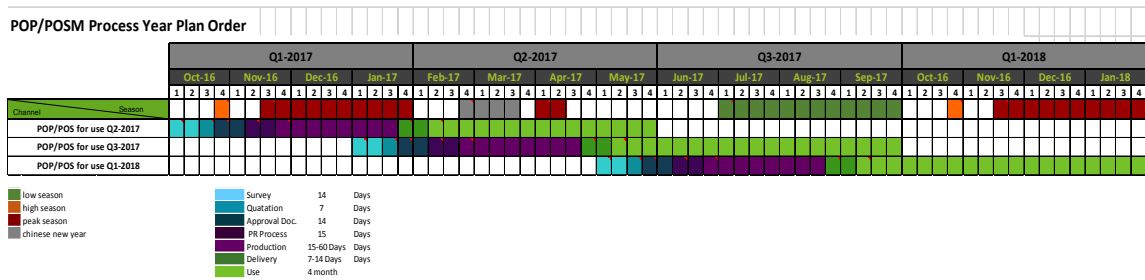 POP/POSM Process Year Plan Order
Q1-2017 Q2-2017 Q3-2017 Q1-2018
Oct-16 Nov-16 Dec-16 Jan-17 Feb-17 Mar-17 Apr-17 May-17 Jun-17 Jul-17 Aug-17 Sep-17 Oct-16 Nov-16 Dec-16 Jan-18
1 2 3 4 1 2 3 4 1 2 3 4 1 2 3 4 1 2 3 4 1 2 3 4 1 2 3 4 1 2 3 4 1 2 3 4 1 2 3 4 1 2 3 4 1 2 3 4 1 2 3 4 1 2 3 4 1 2 3 4 1 2 3 4
Season
Channel
POP/POS for use Q2-2017
POP/POS for use Q3-2017
POP/POS for use Q1-2018
low season Survey 14 Days
high season Quatation 7 Days
peak season Approval Doc. 14 Days
chinese new year PR Process 15 Days
Production 15-60 Days Days
Delivery 7-14 Days Days
Use 4 month